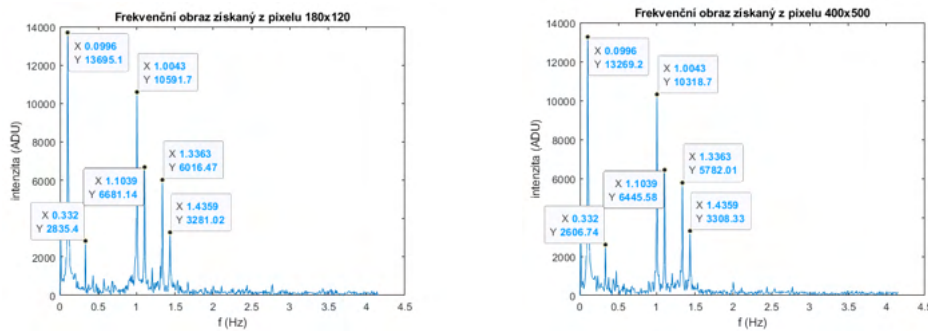 Frekvenční obraz získaný z pixelu 180x120
intenzita (ADU)
14000
12000
10000
8000
6000
4000
2000
0
X 0.0996
Y 13695.1
X 1.0043
Y 10591.7
X 1.3363
Y 6016.47
X 1.1039
Y 6681.14
X 1.4359
Y 3281.02
X 0.332
Y 2835.4
0 0.5 1 1.5 2 2.5 3 3.5 4 4.5
f (Hz)
Frekvenční obraz získaný z pixelu 400x500
intenzita (ADU)
14000
12000
10000
8000
6000
4000
2000
0
X 0.0996
Y 13269.2
X 1.0043
Y 10318.7
X 1.3363
Y 5782.01
X 1.1039
Y 6445.58
X 1.4359
Y 3308.33
X 0.332
Y 2606.74
0 0.5 1 1.5 2 2.5 3 3.5 4 4.5
f (Hz)